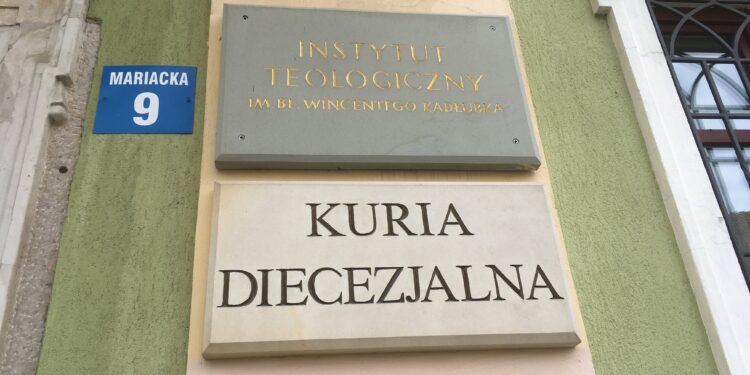 MARIACKA
9
INSTYTUT
TEOLOGICZNY
IM. BŁ. WINCENTEGO KADŁUBKA
KURIA
DIECEZJALNA